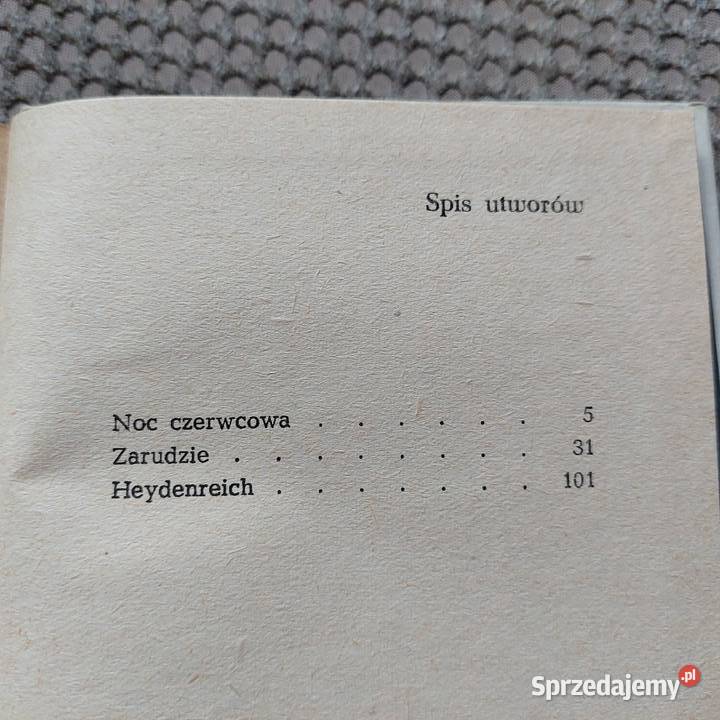 Spis utworów
Noc czerwcowa . . . . . . 5
Zarudzie . . . . . . . . 31
Heydenreich . . . . . . . 101
Sprzedajemy.pl